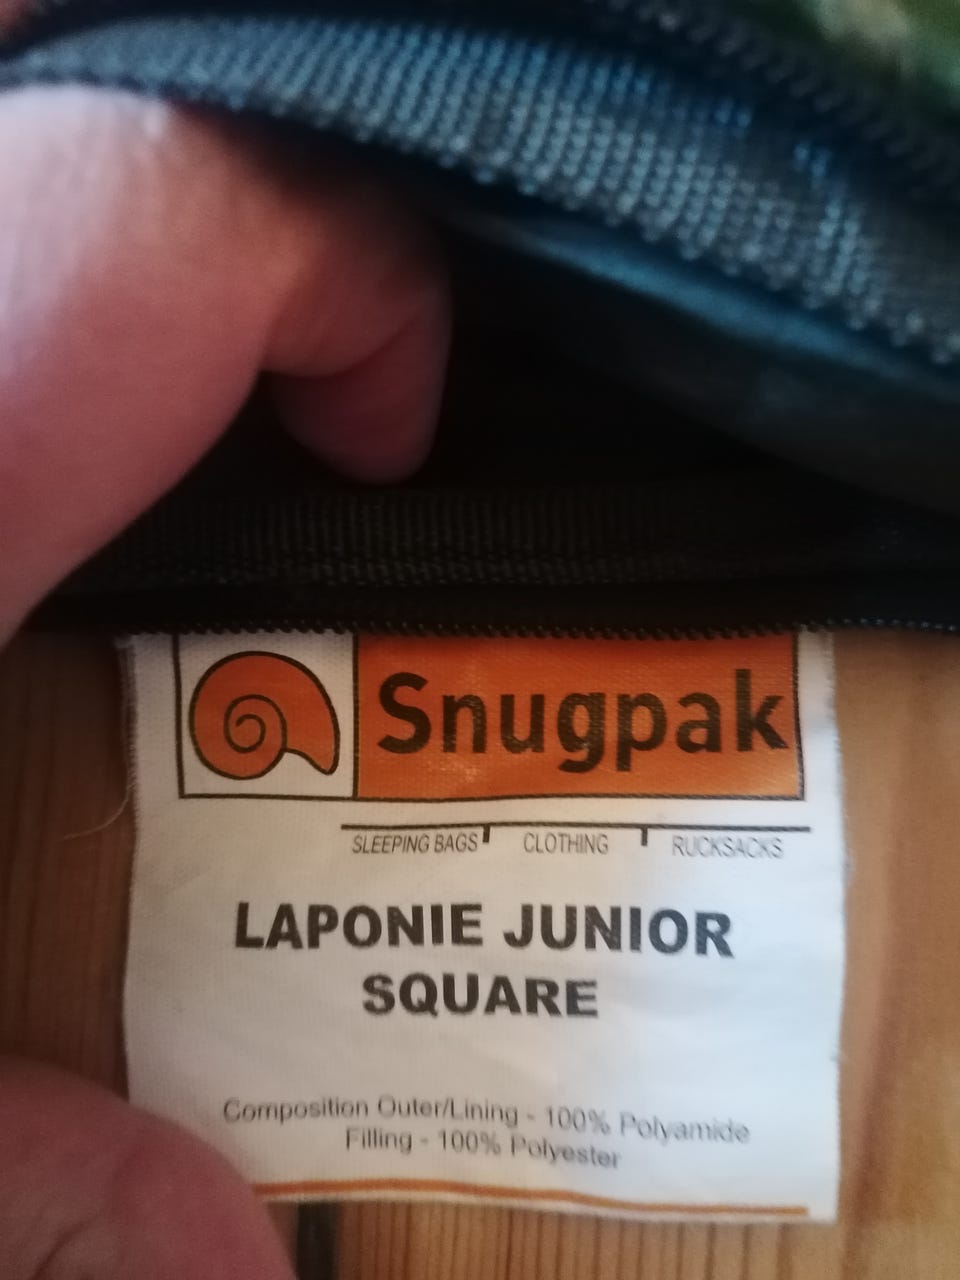 Snugpak
SLEEPING BAGS CLOTHING RUCKSACKS
LAPONIE JUNIOR
SQUARE
Composition Outer/Lining - 100% Polyamide
Filling - 100% Polyester